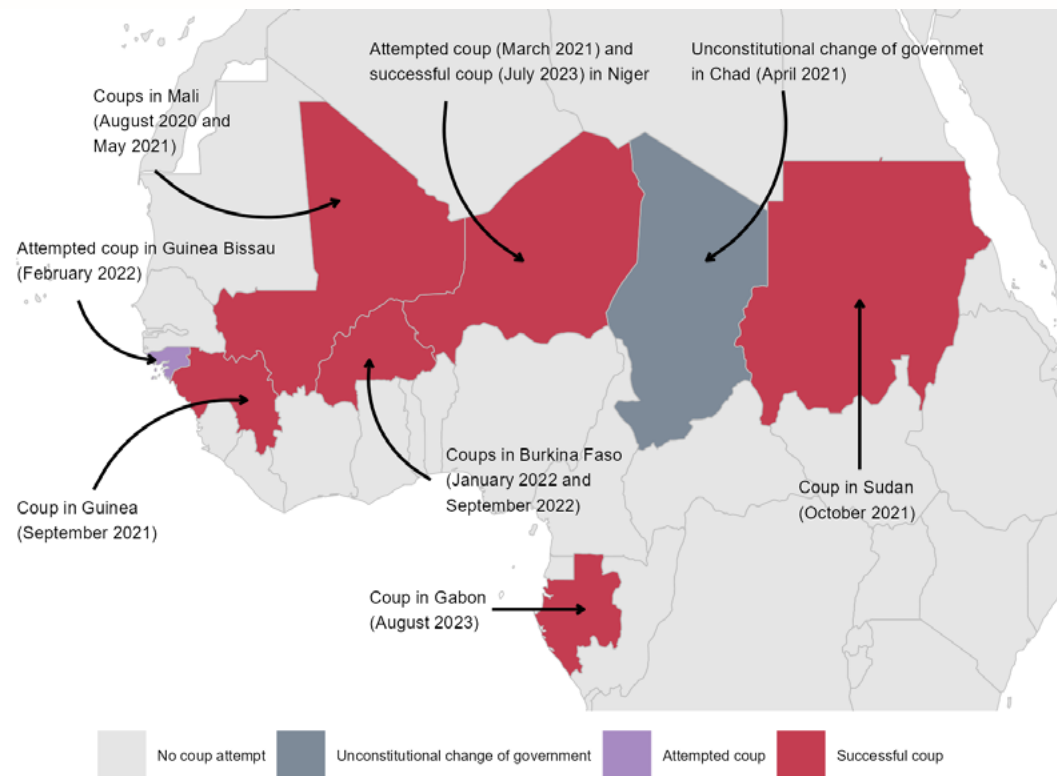 Attempted coup (March 2021) and
successful coup (July 2023) in Niger
Unconstitutional change of governmet
in Chad (April 2021)
Coups in Mali
(August 2020 and
May 2021)
Attempted coup in Guinea Bissau
(February 2022)
Coups in Burkina Faso
(January 2022 and
September 2022)
Coup in Sudan
(October 2021)
Coup in Guinea
(September 2021)
Coup in Gabon
(August 2023)
No coup attempt
Unconstitutional change of government
Attempted coup
Successful coup